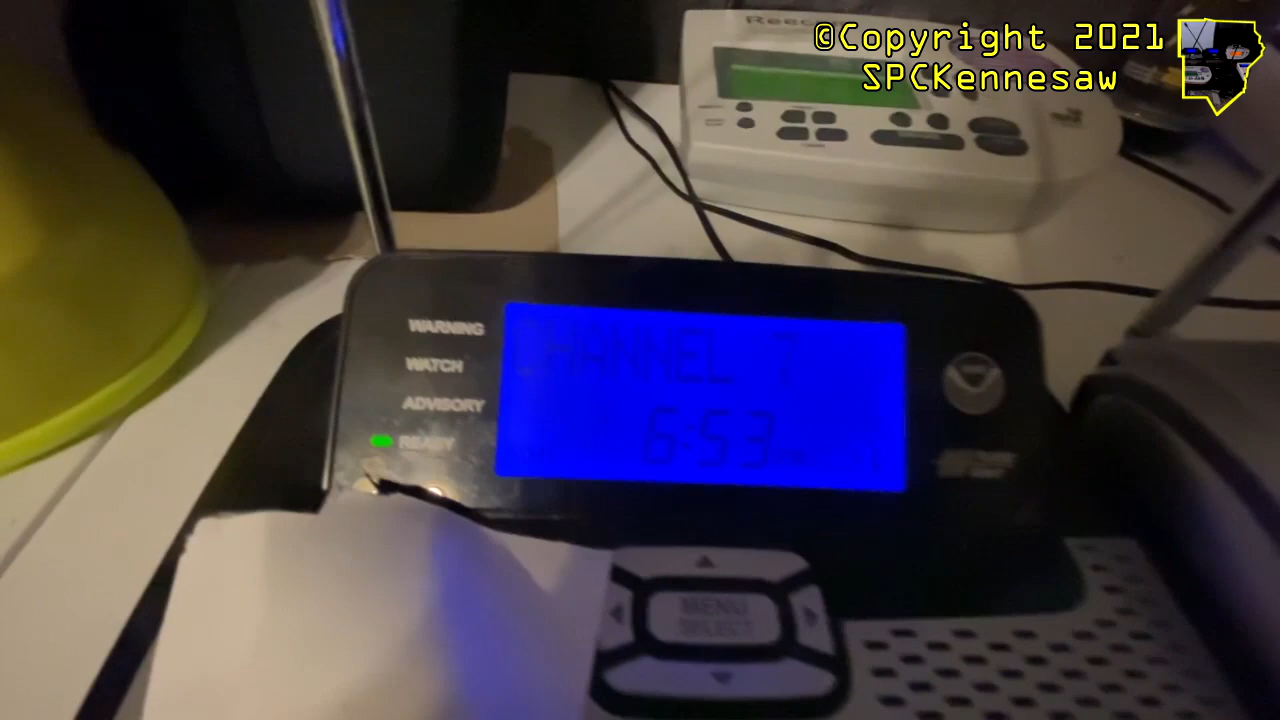 ©Copyright 2021
SPCKennesaw
WARNING
WATCH
ADVISORY
READY
CHANNEL 7
6:53
MENU
SELECT